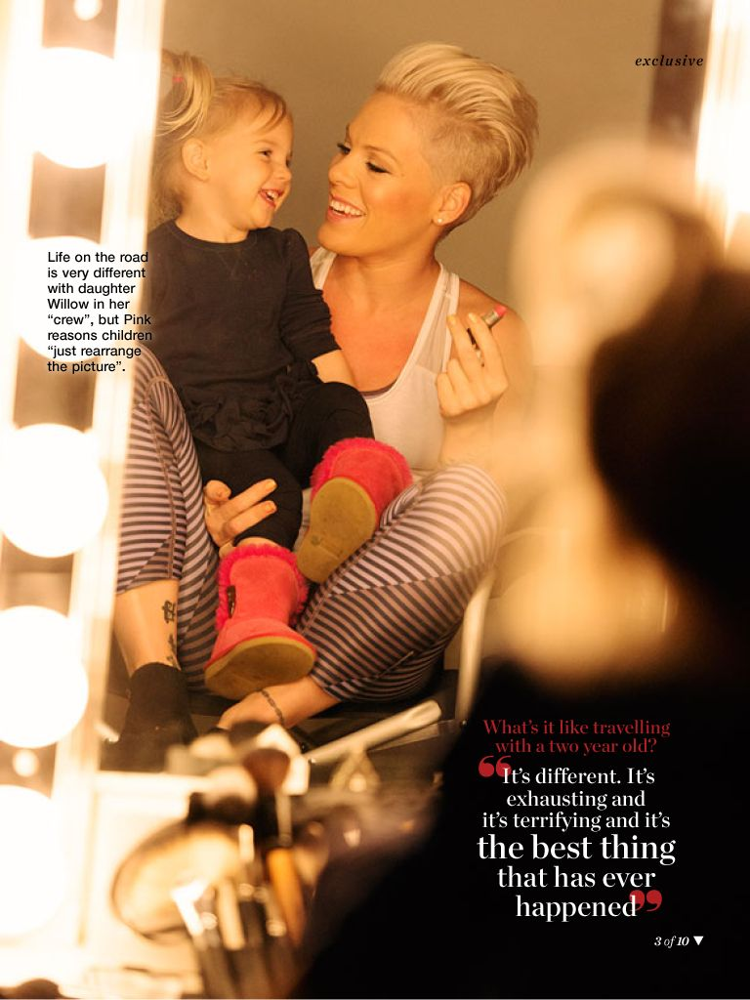 exclusive
Life on the road
is very different
with daughter
Willow in her
“crew”, but Pink
reasons children
“just rearrange
the picture”.
What’s it like travelling
with a two year old?
“It’s different. It’s
exhausting and
it’s terrifying and it’s
the best thing
that has ever
happened”
3 of 10 ▼